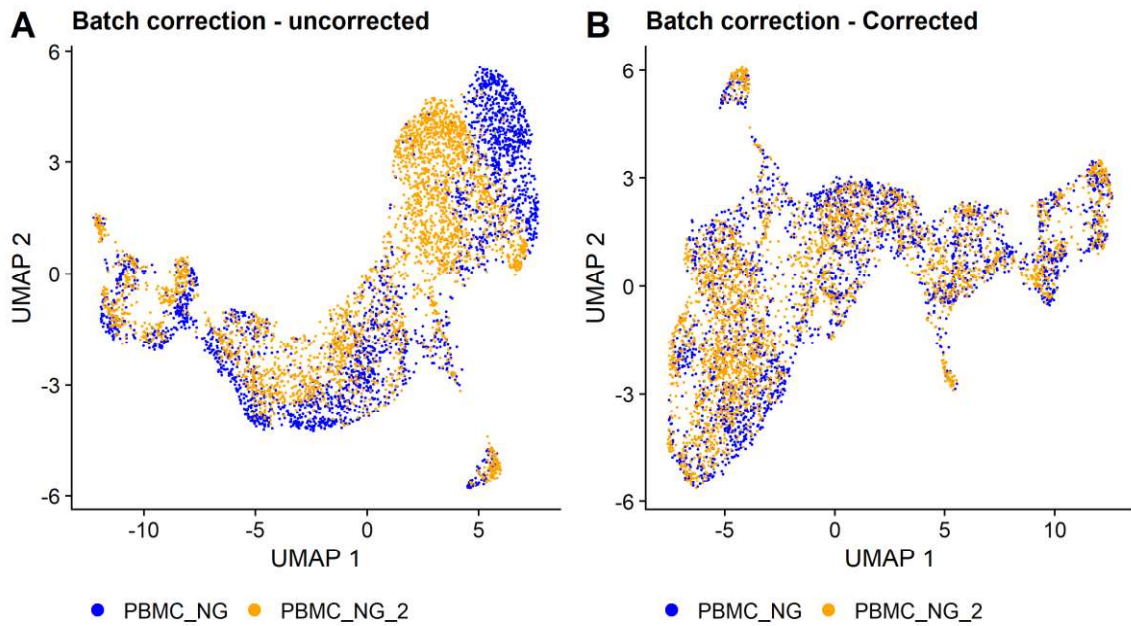 A Batch correction - uncorrected
6
3
0
-3
-6
UMAP 2
-10 -5 0 5
UMAP 1
PBMC_NG PBMC_NG_2
B Batch correction - Corrected
6
3
0
-3
-6
UMAP 2
-5 0 5 10
UMAP 1
PBMC_NG PBMC_NG_2